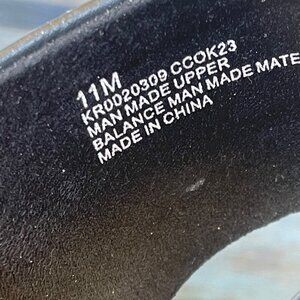 11M
KR0020309 CCOK23
MAN MADE UPPER
BALANCE MAN MADE MATE
MADE IN CHINA